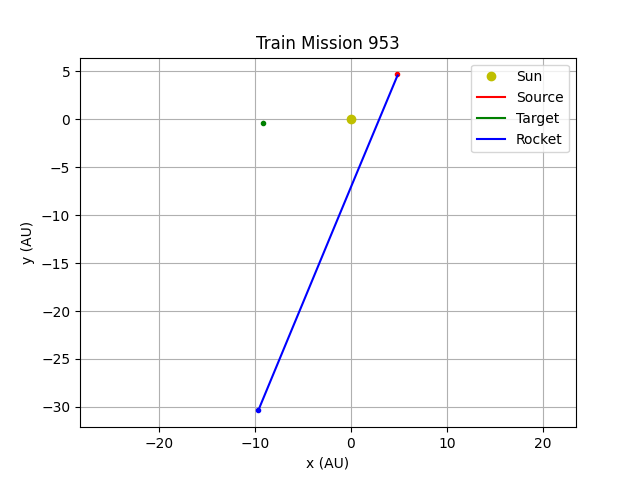 Train Mission 953
Sun
Source
Target
Rocket
y (AU)
5
0
−5
−10
−15
−20
−25
−30
−20
−10
0
10
20
x (AU)